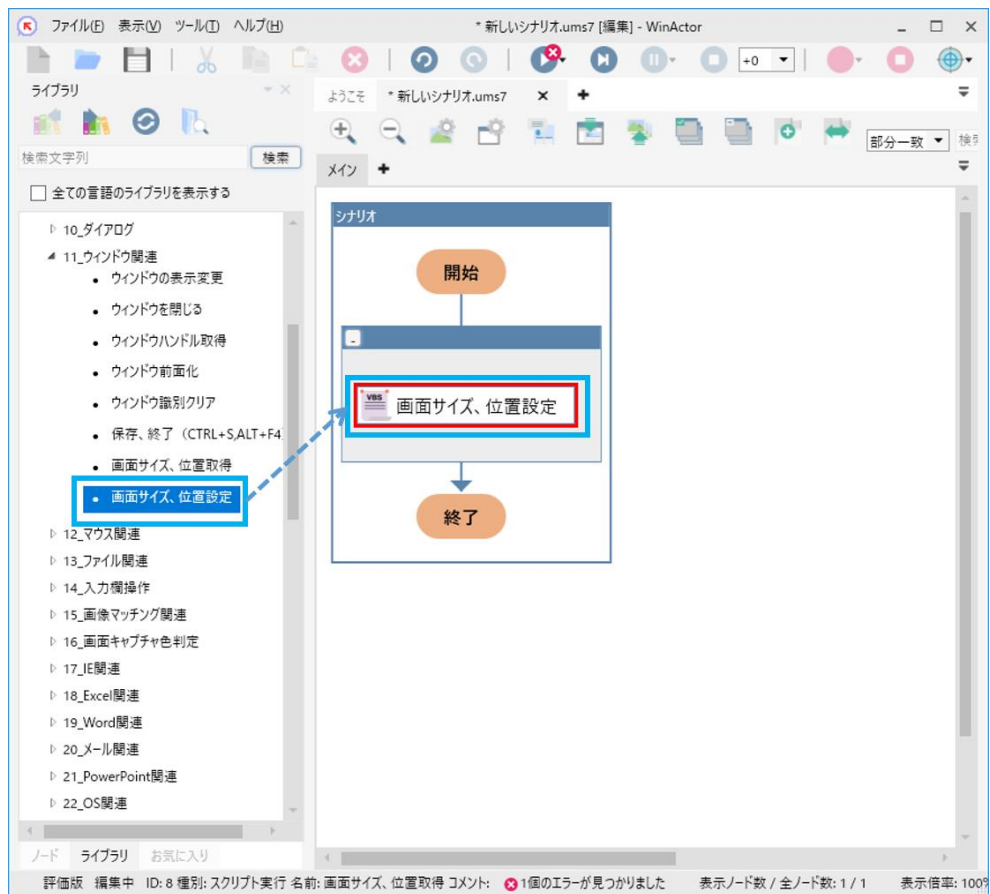 ファイル(F) 表示(V) ツール(T) ヘルプ(H)
* 新しいシナリオ.ums7 [編集] - WinActor
+0
ライブラリ
検索文字列
検索
全ての言語のライブラリを表示する
10_ダイアログ
11_ウィンドウ関連
ウィンドウの表示変更
ウィンドウを閉じる
ウィンドウハンドル取得
ウィンドウ前面化
ウィンドウ識別クリア
保存、終了（CTRL+S,ALT+F4
画面サイズ、位置取得
画面サイズ、位置設定
12_マウス関連
13_ファイル関連
14_入力欄操作
15_画像マッチング関連
16_画面キャプチャ色判定
17_IE関連
18_Excel関連
19_Word関連
20_メール関連
21_PowerPoint関連
22_OS関連
ノード ライブラリ お気に入り
ようこそ * 新しいシナリオ.ums7
部分一致
検索
メイン
シナリオ
開始
VBS 画面サイズ、位置設定
終了
評価版 編集中 ID: 8 種別: スクリプト実行 名前: 画面サイズ、位置取得 コメント: 1個のエラーが見つかりました 表示ノード数 / 全ノード数: 1 / 1 表示倍率: 100%